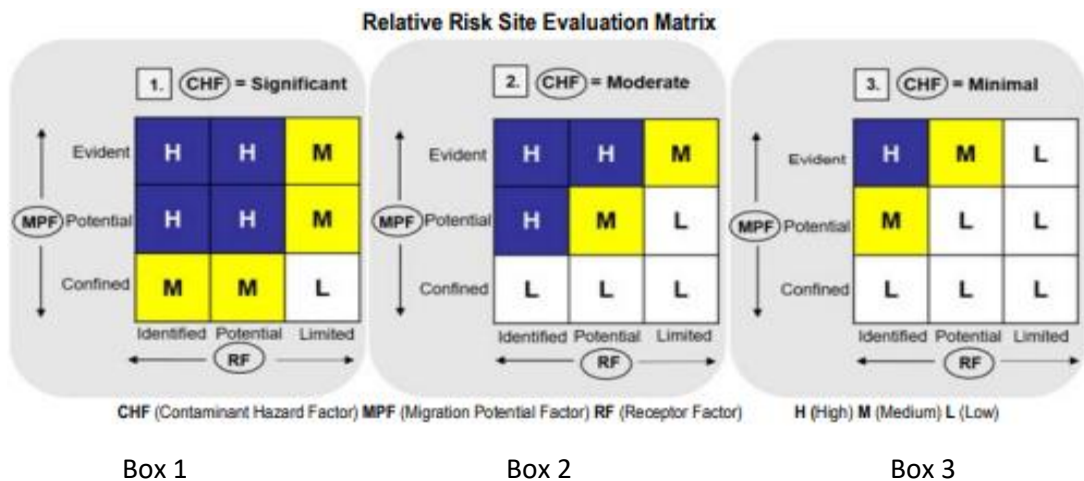 Relative Risk Site Evaluation Matrix
1. CHF = Significant
Evident H H M
MPF Potential H H M
Confined M M L
Identified Potential Limited
RF
2. CHF = Moderate
Evident H H M
MPF Potential H M L
Confined L L L
Identified Potential Limited
RF
3. CHF = Minimal
Evident H M L
MPF Potential M L L
Confined L L L
Identified Potential Limited
RF
CHF (Contaminant Hazard Factor) MPF (Migration Potential Factor) RF (Receptor Factor) H (High) M (Medium) L (Low)
Box 1 Box 2 Box 3